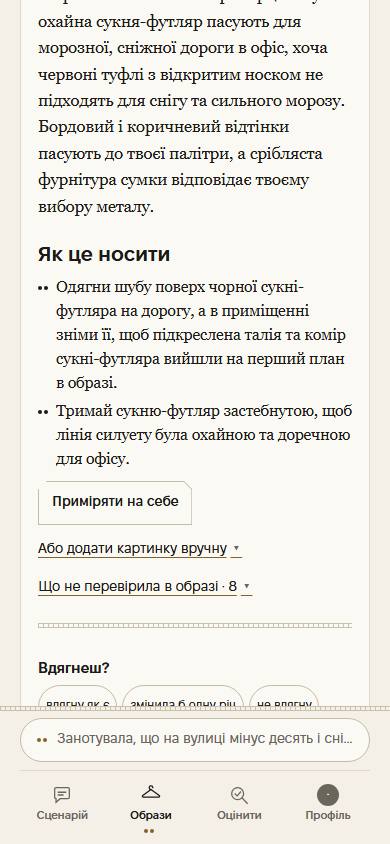 охайна сукня-футляр пасують для
морозної, сніжної дороги в офіс, хоча
червоні туфлі з відкритим носком не
підходять для снігу та сильного морозу.
Бордовий і коричневий відтінки
пасують до твоєї палітри, а срібляста
фурнітура сумки відповідає твоєму
вибору металу.
Як це носити
Одягни шубу поверх чорної сукні-
футляра на дорогу, а в приміщенні
зніми її, щоб підкреслена талія та комір
сукні-футляра вийшли на перший план
в образі.
Тримай сукню-футляр застебнутою, щоб
лінія силуету була охайною та доречною
для офісу.
Приміряти на себе
Або додати картинку вручну
Що не перевірила в образі · 8
Вдягнеш?
вдягну як є змінила б одну річ не вдягну
Занотувала, що на вулиці мінус десять і сні...
Сценарій Образи Оцінити Профіль